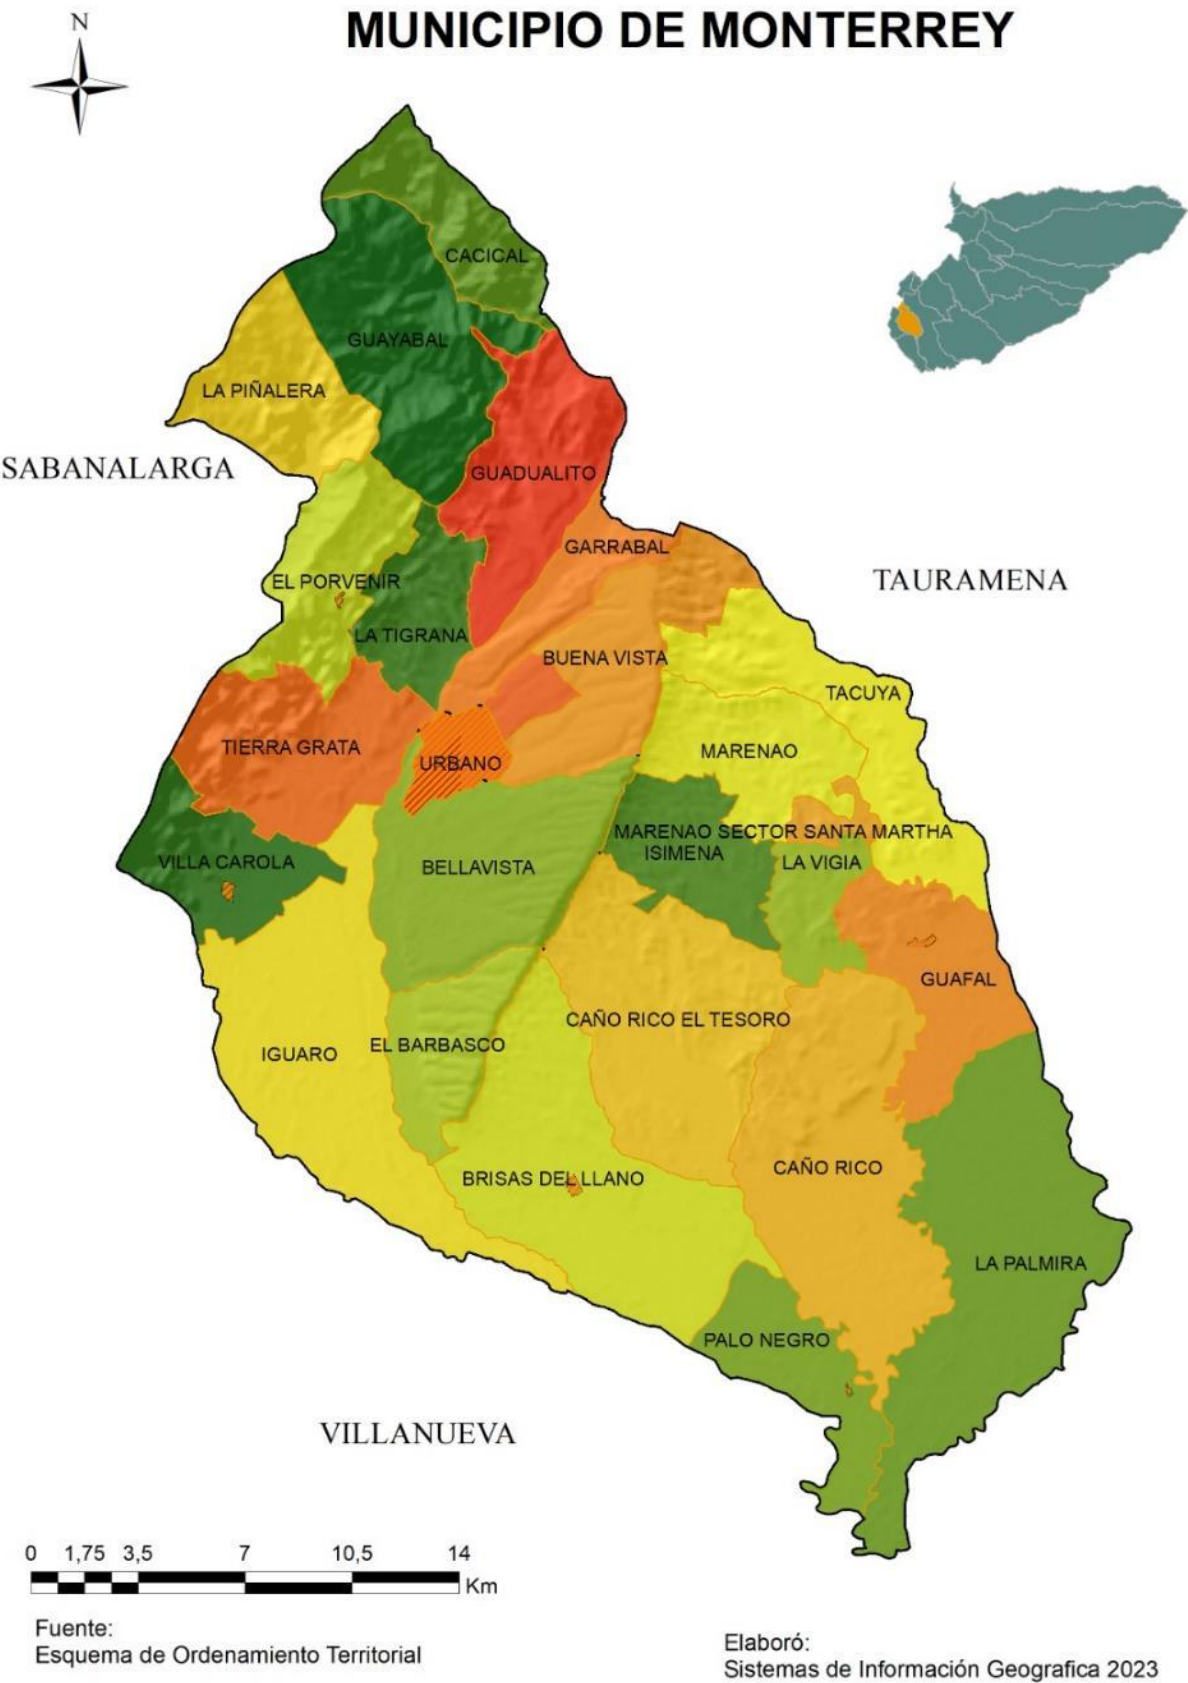 MUNICIPIO DE MONTERREY
N
CACICAL
GUAYABAL
LA PIÑALERA
SABANALARGA
GUADUALITO
GARRABAL
TAURAMENA
EL PORVENIR
LA TIGRANA
BUENA VISTA
TACUYA
TIERRA GRATA
MARENAO
URBANO
MARENAO SECTOR SANTA MARTHA
ISIMENA
LA VIGIA
VILLA CAROLA
BELLAVISTA
GUAFAL
CAÑO RICO EL TESORO
EL BARBASCO
IGUARO
CAÑO RICO
BRISAS DEL LLANO
LA PALMIRA
PALO NEGRO
VILLANUEVA
0 1,75 3,5 7 10,5 14
Km
Fuente:
Esquema de Ordenamiento Territorial
Elaboró:
Sistemas de Información Geografica 2023